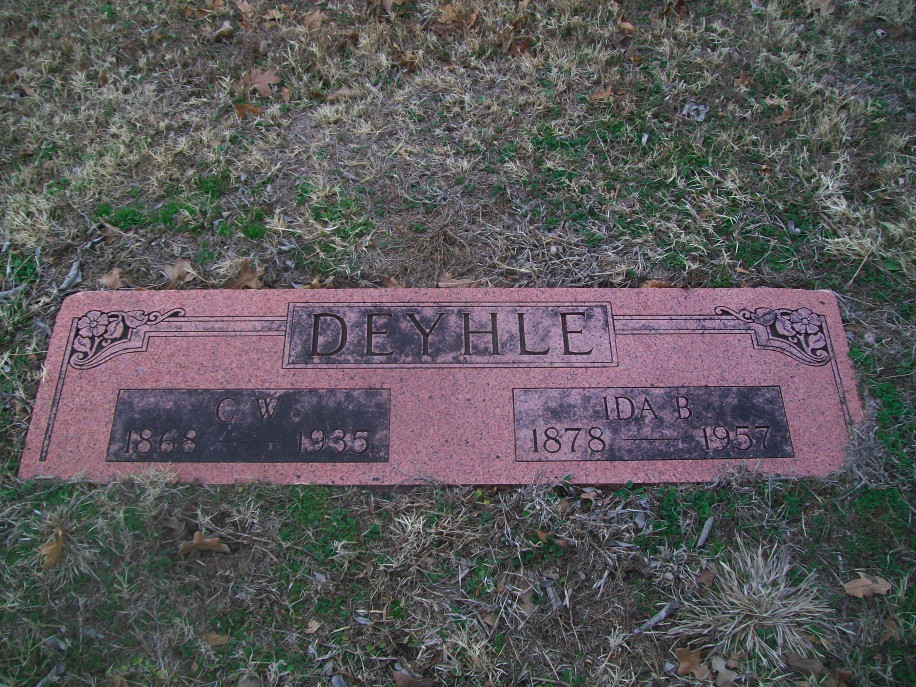 DEYHLE
C W
1868 — 1935
IDA B
1878 — 1957